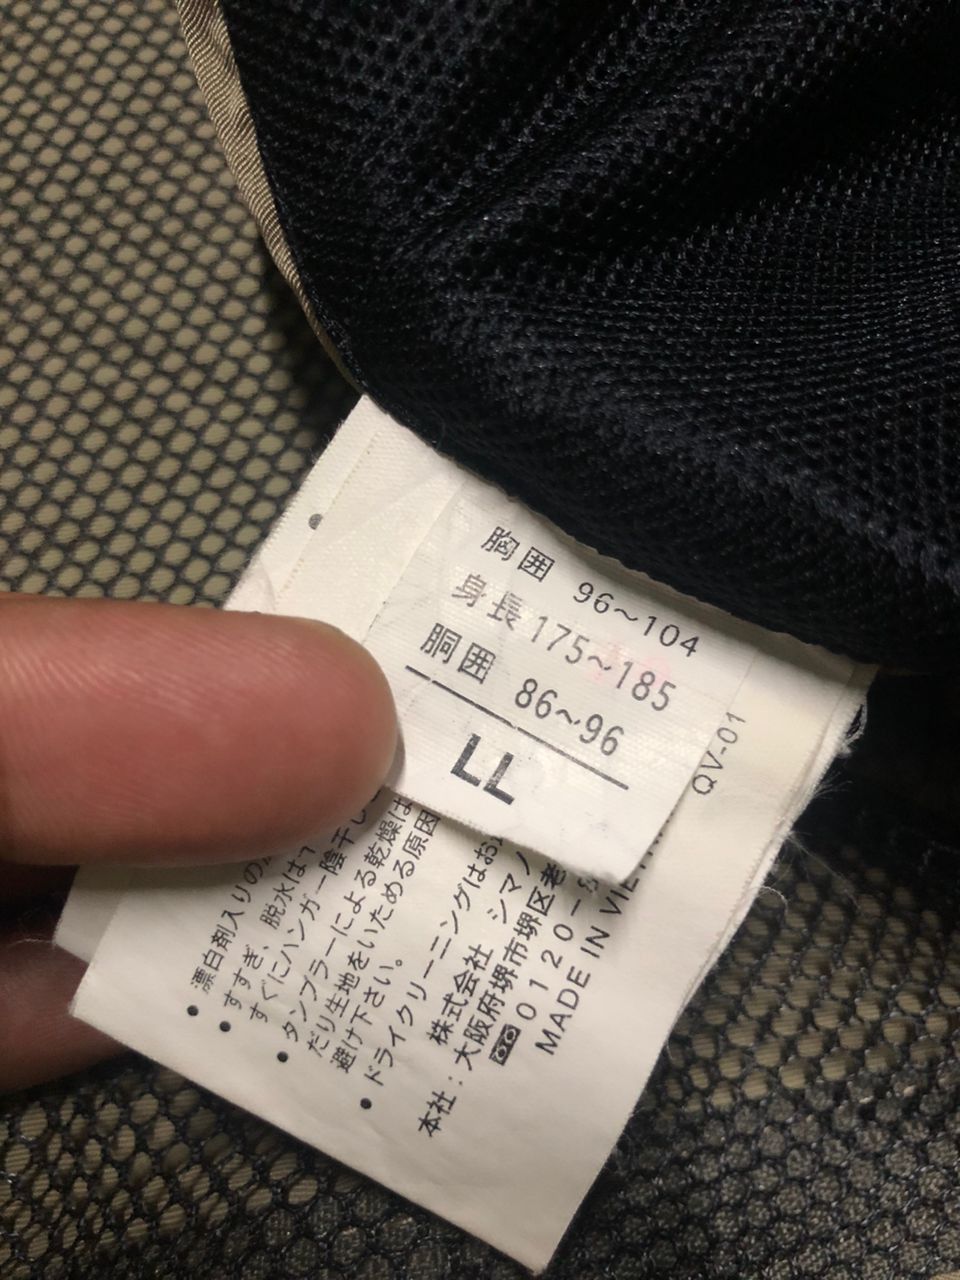 胸囲 96~104
身長 175~185
胴囲 86~96
LL
QV-01
• 漂白剤入りの
• すすぎ、脱水は
すぐにハンガー陰干し
• タンブラーによる乾燥は
だり生地をいためる原因
避け下さい。
• ドライクリーニングはお
株式会社 シマノ
本社:大阪府堺市堺区老
0120-
MADE IN VIE